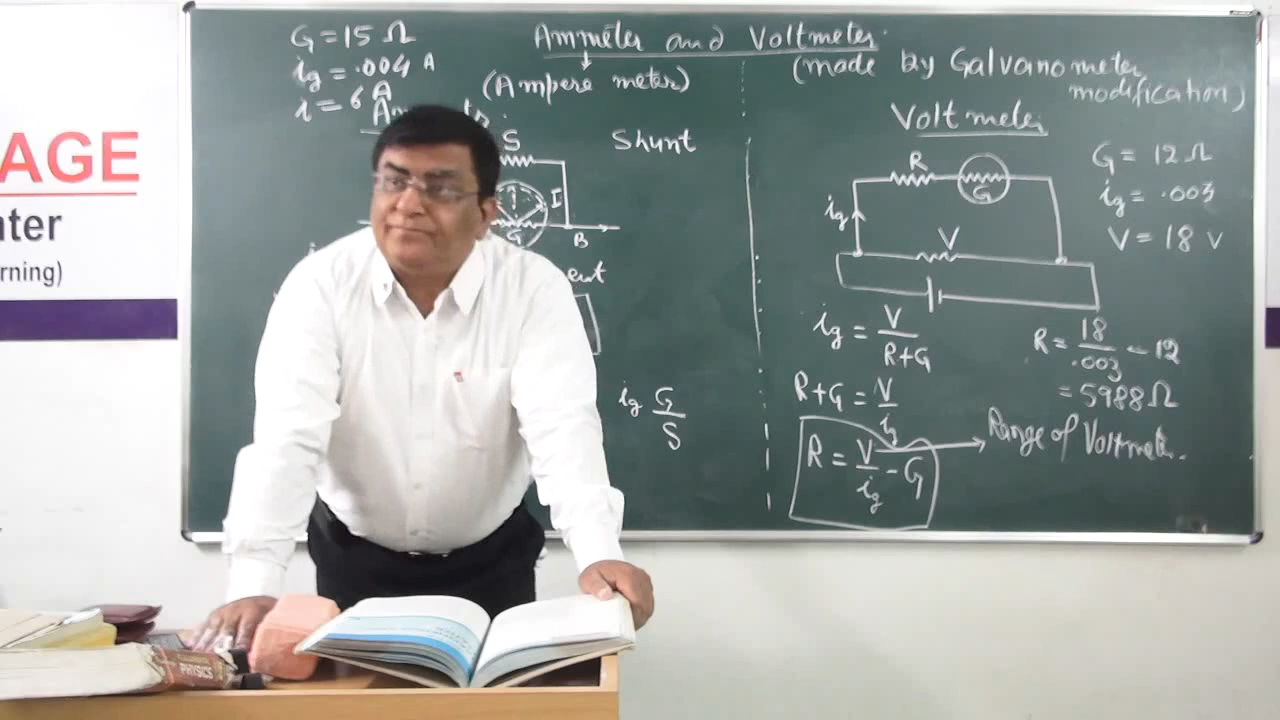 AGE
nter
rning)
G = 15 Ω
ig = .004 A
i = 6 A
Ammeter and Voltmeter
(Ampere meter)
(made by Galvanometer
modification)
S
Shunt
I
G
B
ig G/S
Voltmeter
R
G
ig
V
G = 12 Ω
ig = .003
V = 18 V
ig = V/(R+G)
R+G = V/ig
R = V/ig - G
R = 18/.003 - 12
= 5988 Ω
Range of Voltmeter.
PHYSICS